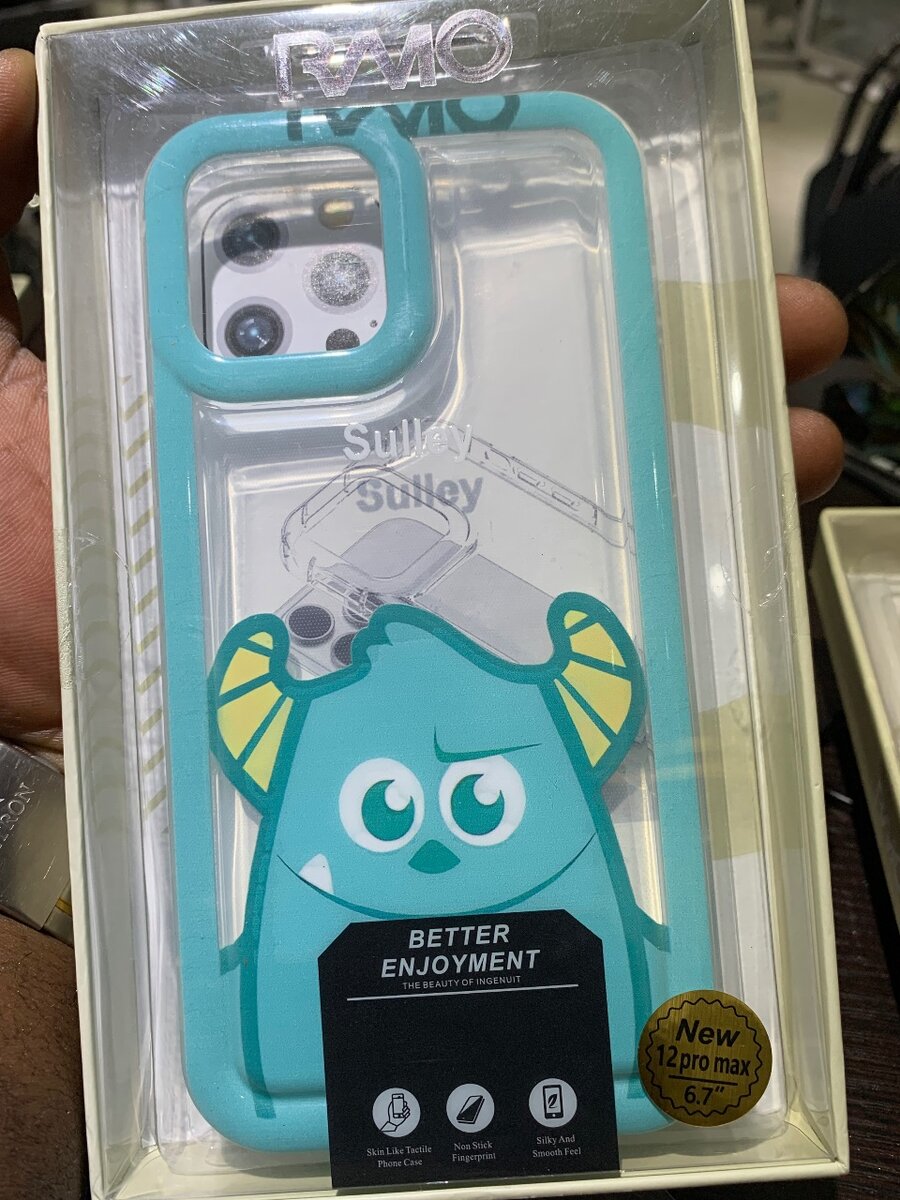 RMO
Sulley
BETTER
ENJOYMENT
THE BEAUTY OF INGENUIT
Skin Like Tactile
Phone Case
Non Stick
Fingerprint
Silky And
Smooth Feel
New
12 pro max
6.7"